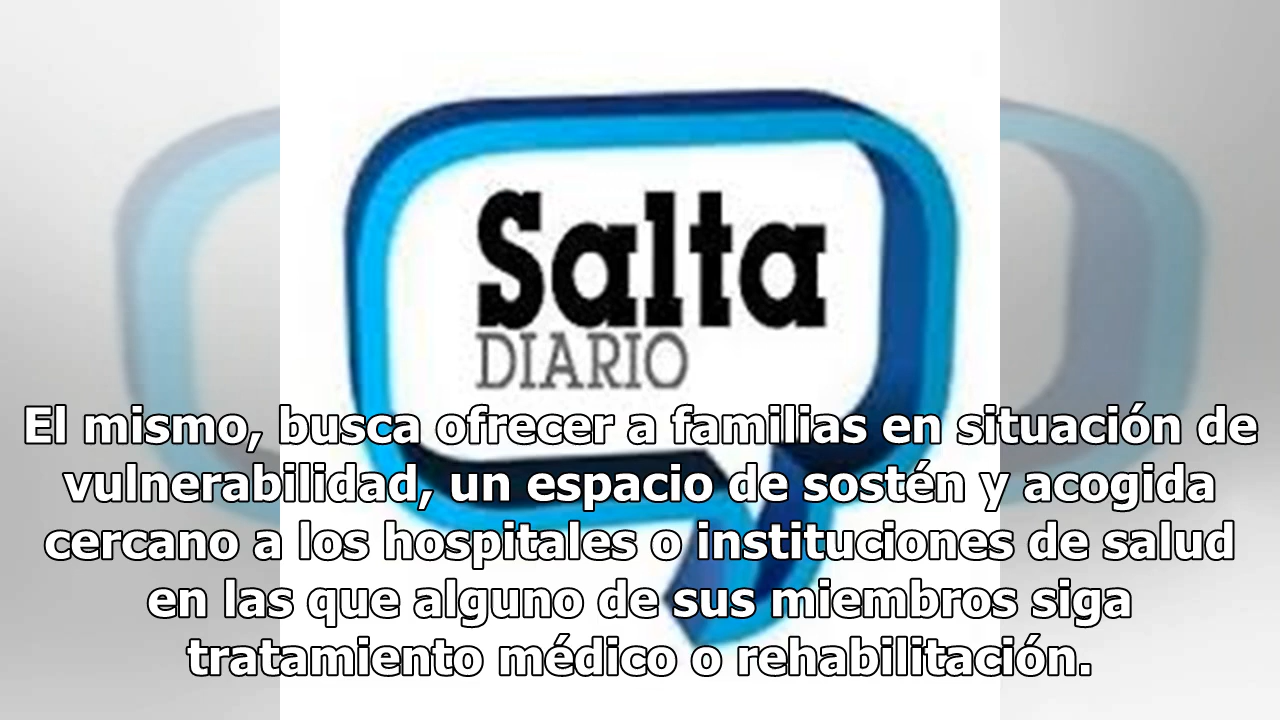 Salta
DIARIO
El mismo, busca ofrecer a familias en situación de
vulnerabilidad, un espacio de sostén y acogida
cercano a los hospitales o instituciones de salud
en las que alguno de sus miembros siga
tratamiento médico o rehabilitación.